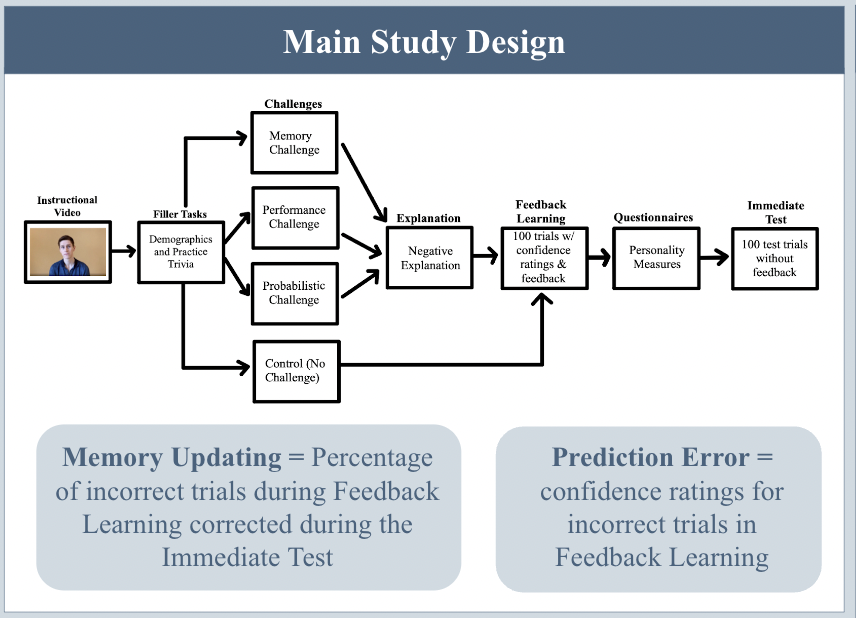 Main Study Design
Challenges
Memory
Challenge
Instructional
Video
Filler Tasks
Demographics
and Practice
Trivia
Performance
Challenge
Probabilistic
Challenge
Control (No
Challenge)
Explanation
Negative
Explanation
Feedback
Learning
100 trials w/
confidence
ratings &
feedback
Questionnaires
Personality
Measures
Immediate
Test
100 test trials
without
feedback
Memory Updating = Percentage
of incorrect trials during Feedback
Learning corrected during the
Immediate Test
Prediction Error =
confidence ratings for
incorrect trials in
Feedback Learning